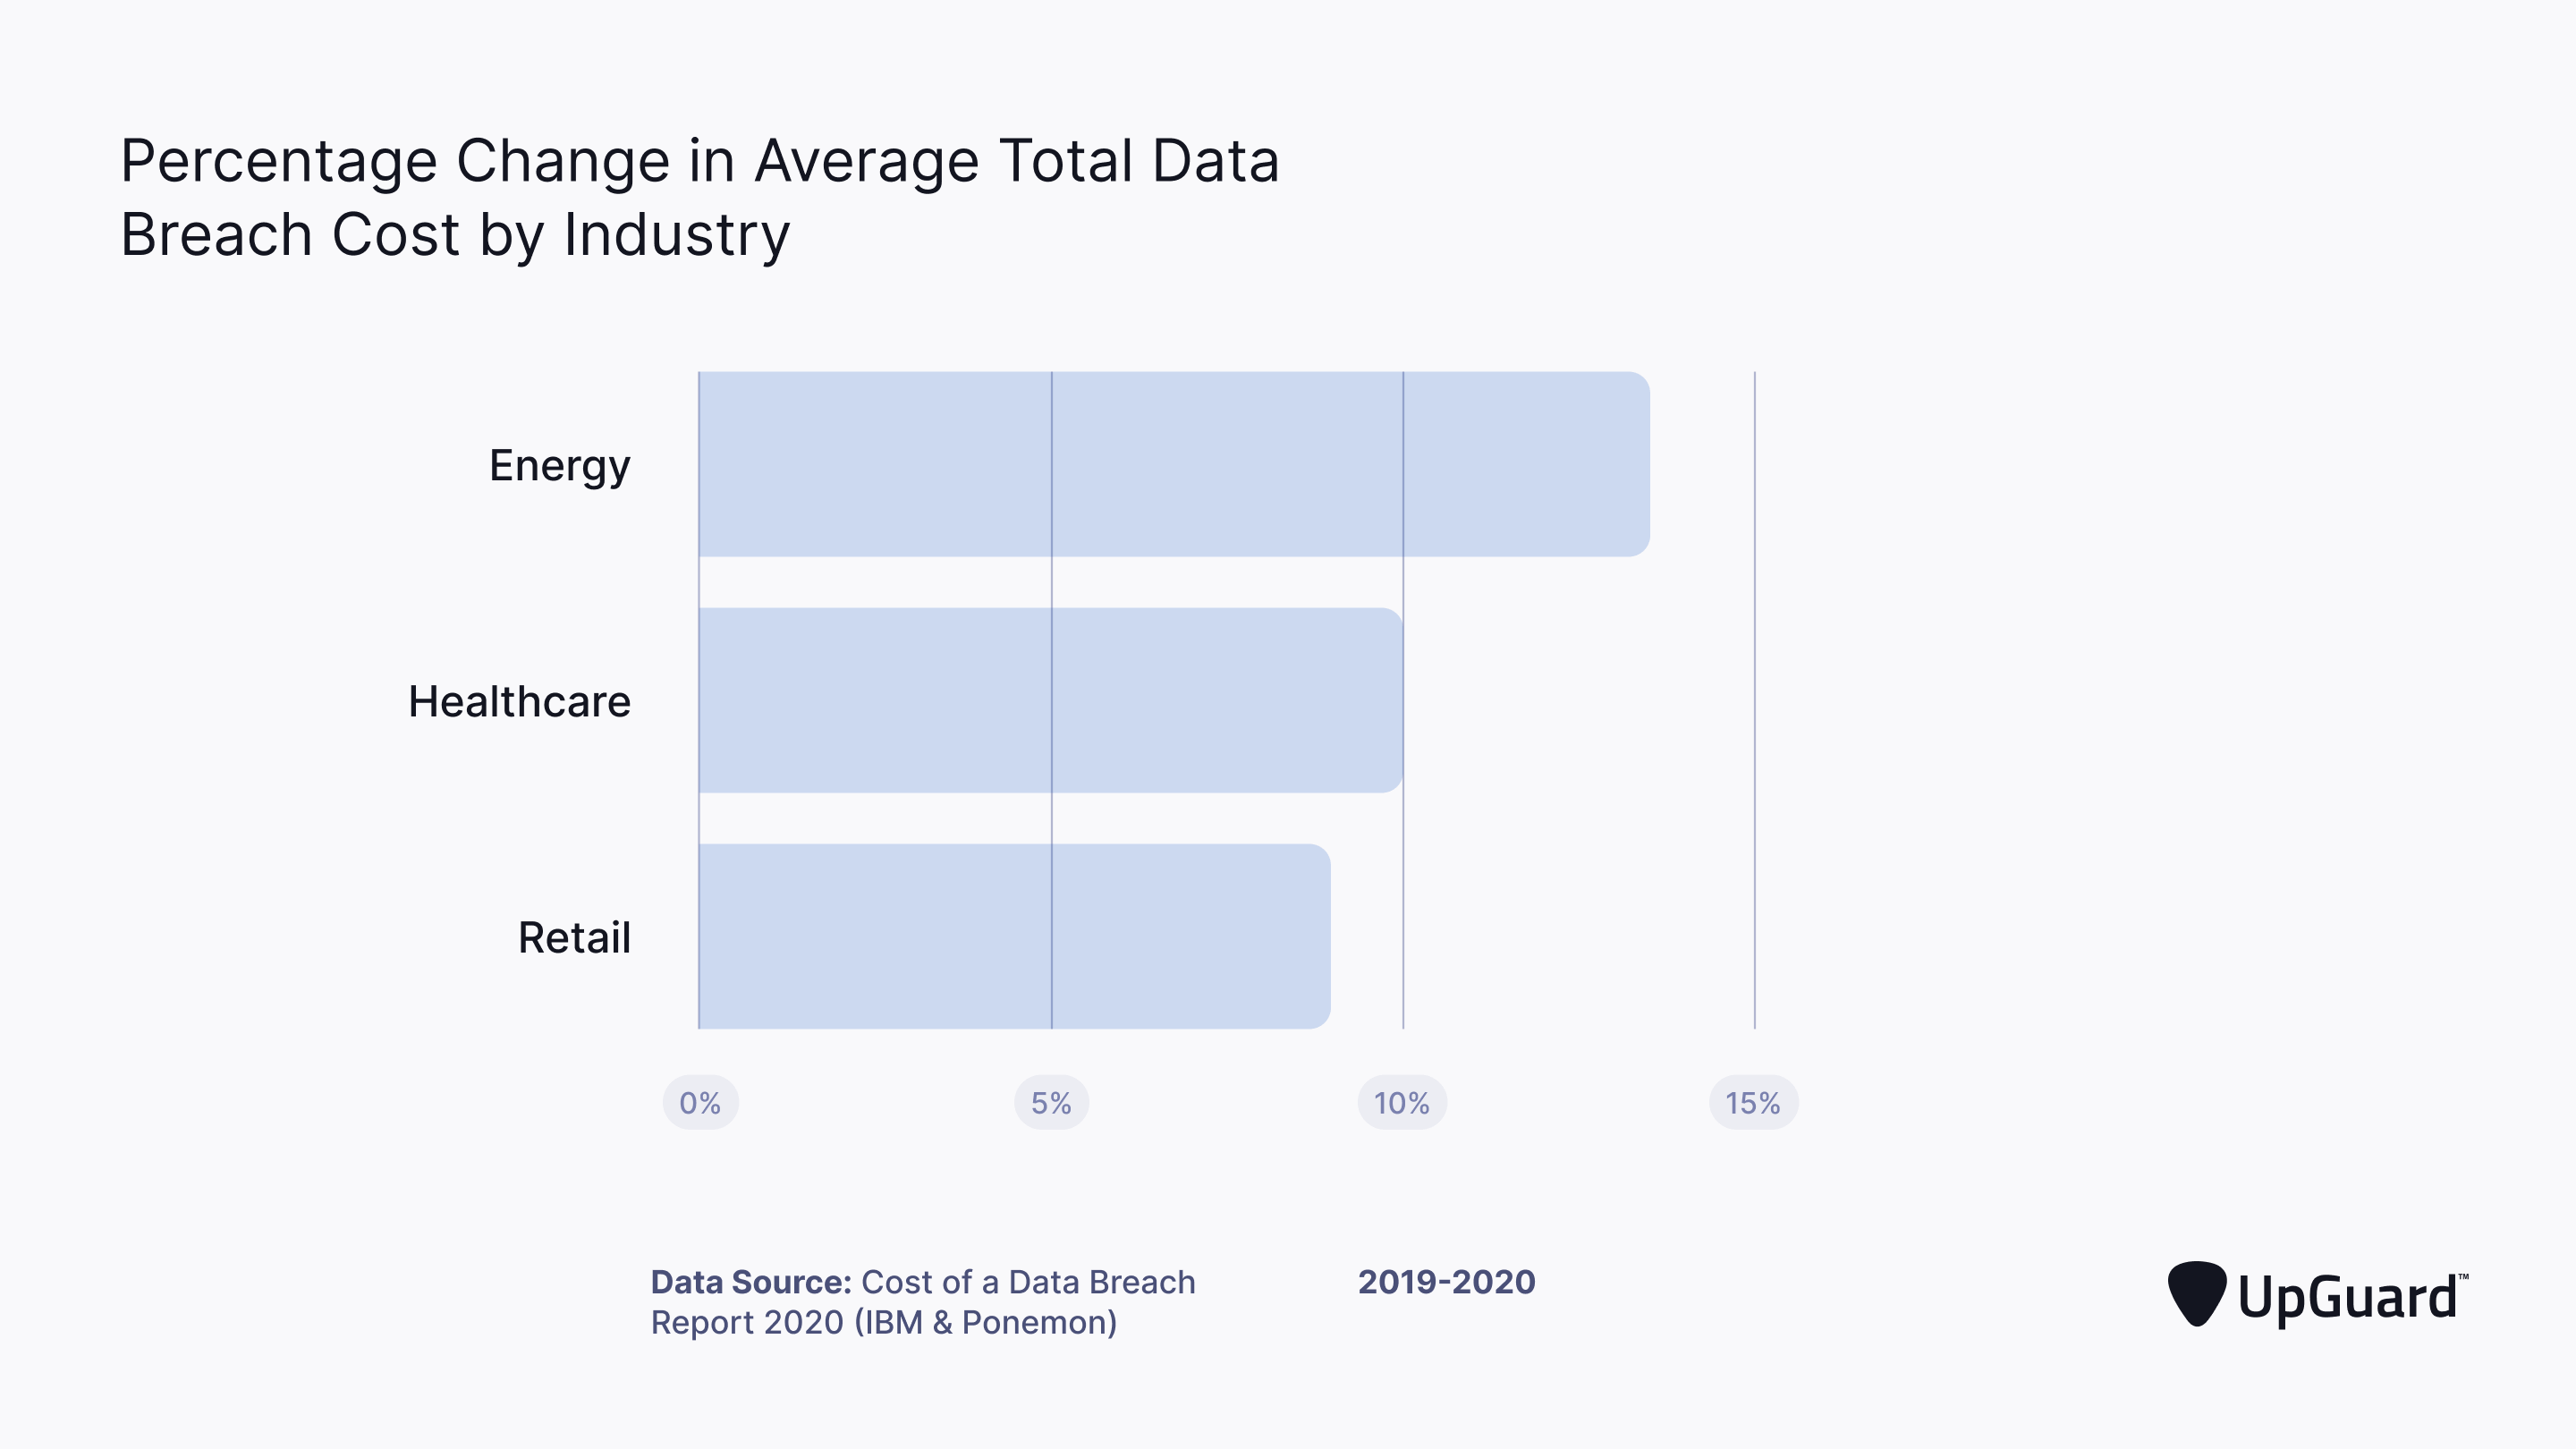 Percentage Change in Average Total Data
Breach Cost by Industry
Energy
Healthcare
Retail
0%
5%
10%
15%
Data Source: Cost of a Data Breach
Report 2020 (IBM & Ponemon)
2019-2020
UpGuard™